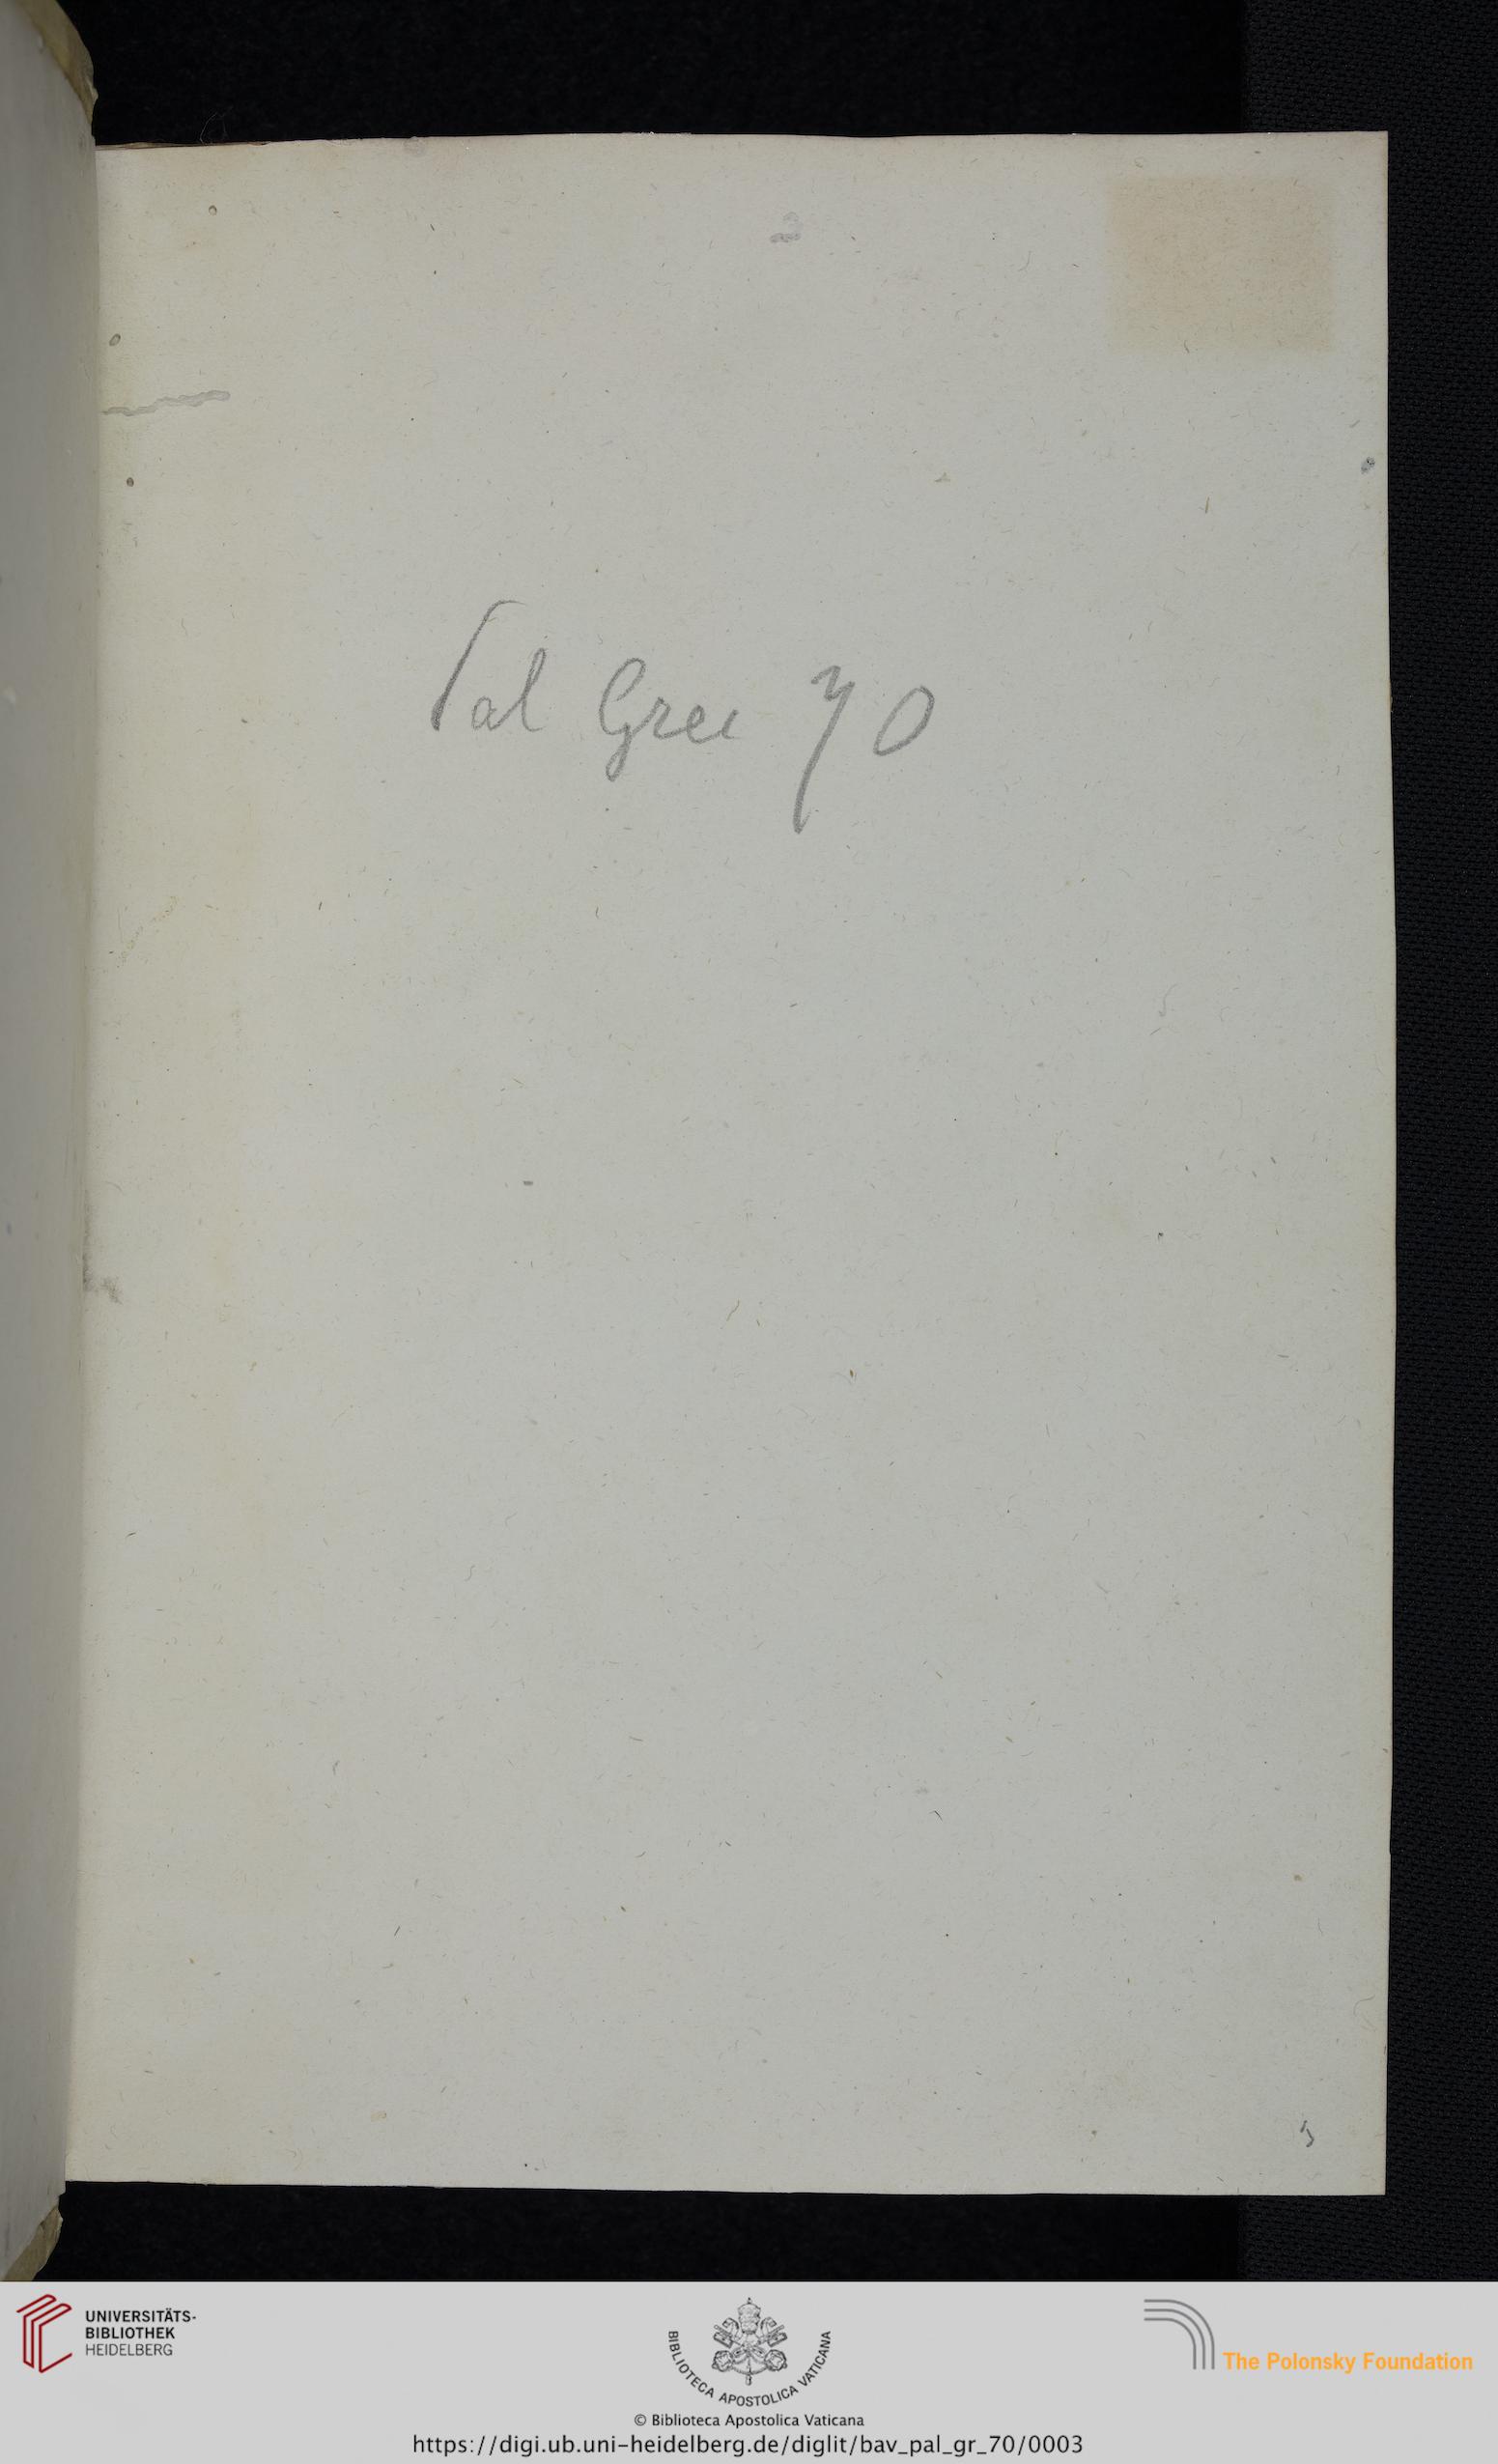 Pal Grec 70
UNIVERSITÄTS-
BIBLIOTHEK
HEIDELBERG
BIBLIOTECA APOSTOLICA VATICANA
The Polonsky Foundation
© Biblioteca Apostolica Vaticana
https://digi.ub.uni-heidelberg.de/diglit/bav_pal_gr_70/0003